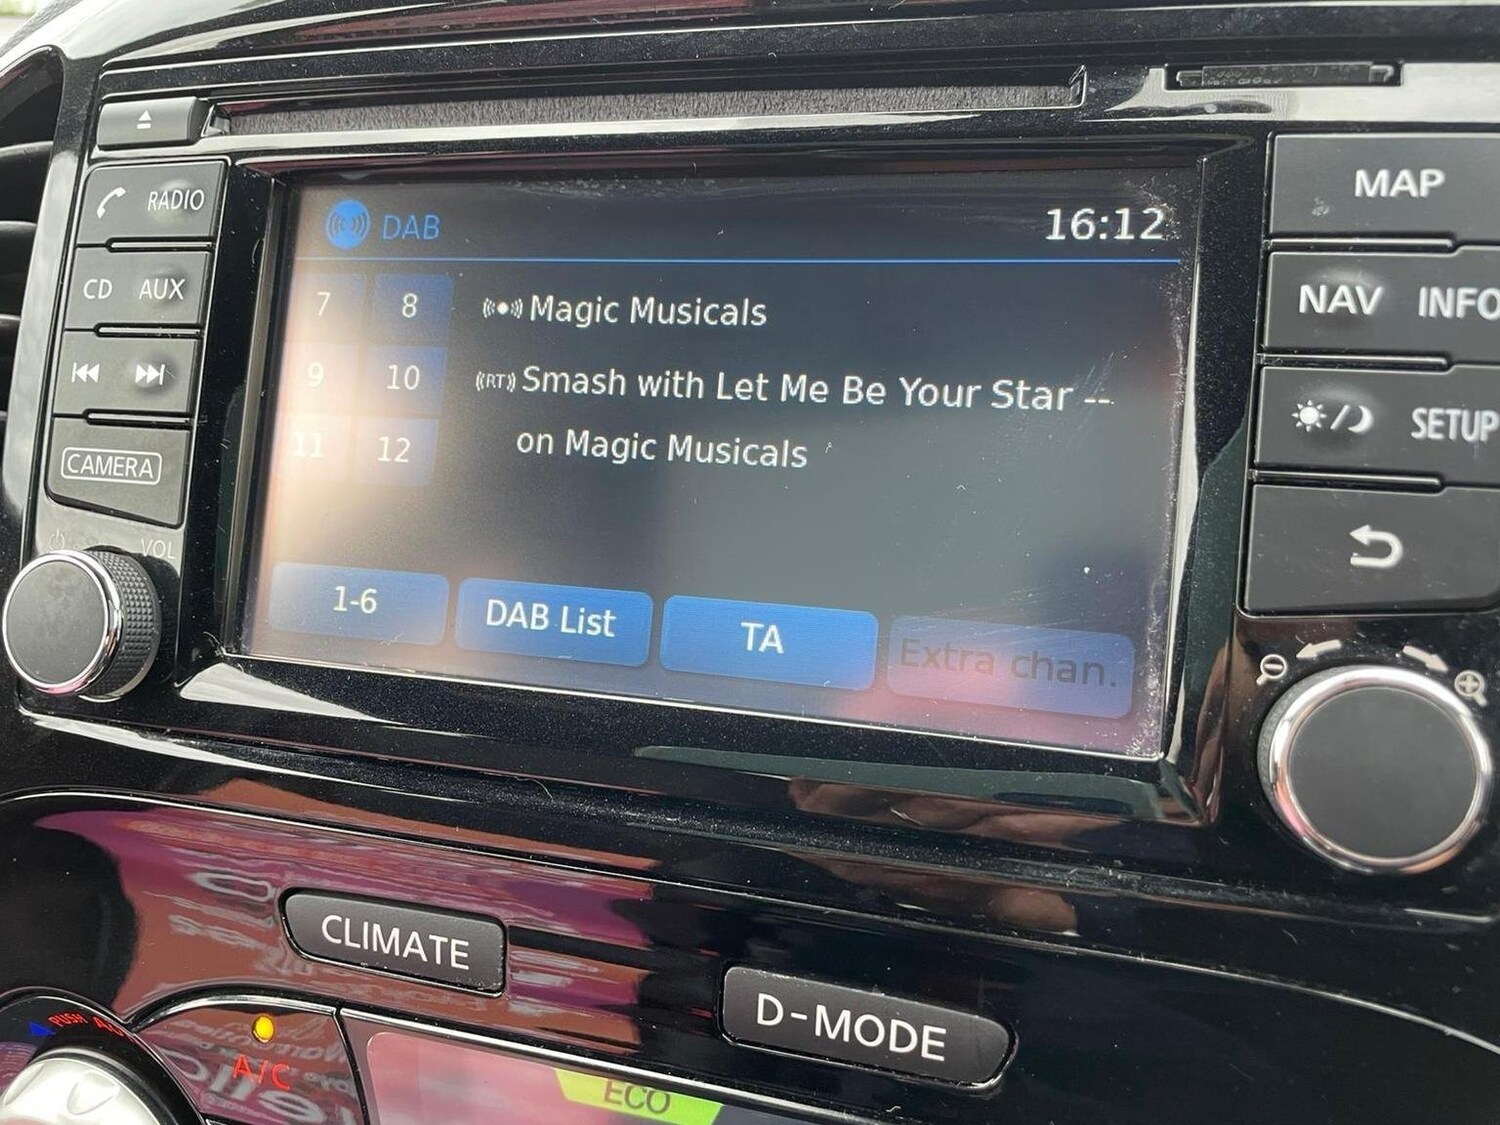 RADIO
CD AUX
CAMERA
VOL
DAB
16:12
7 8
Magic Musicals
9 10
RT Smash with Let Me Be Your Star --
11 12
on Magic Musicals
1-6
DAB List
TA
Extra chan.
MAP
NAV INFO
SETUP
CLIMATE
D-MODE
PUSH
A/C
ECO